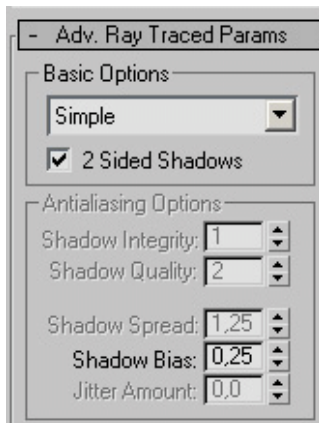 - Adv. Ray Traced Params
Basic Options
Simple
2 Sided Shadows
Antialiasing Options
Shadow Integrity: 1
Shadow Quality: 2
Shadow Spread: 1,25
Shadow Bias: 0,25
Jitter Amount: 0,0